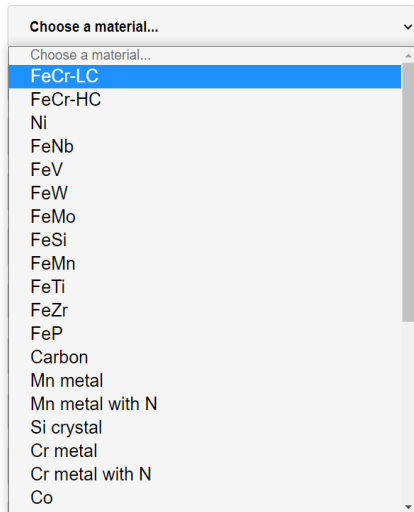 Choose a material...
Choose a material...
FeCr-LC
FeCr-HC
Ni
FeNb
FeV
FeW
FeMo
FeSi
FeMn
FeTi
FeZr
FeP
Carbon
Mn metal
Mn metal with N
Si crystal
Cr metal
Cr metal with N
Co